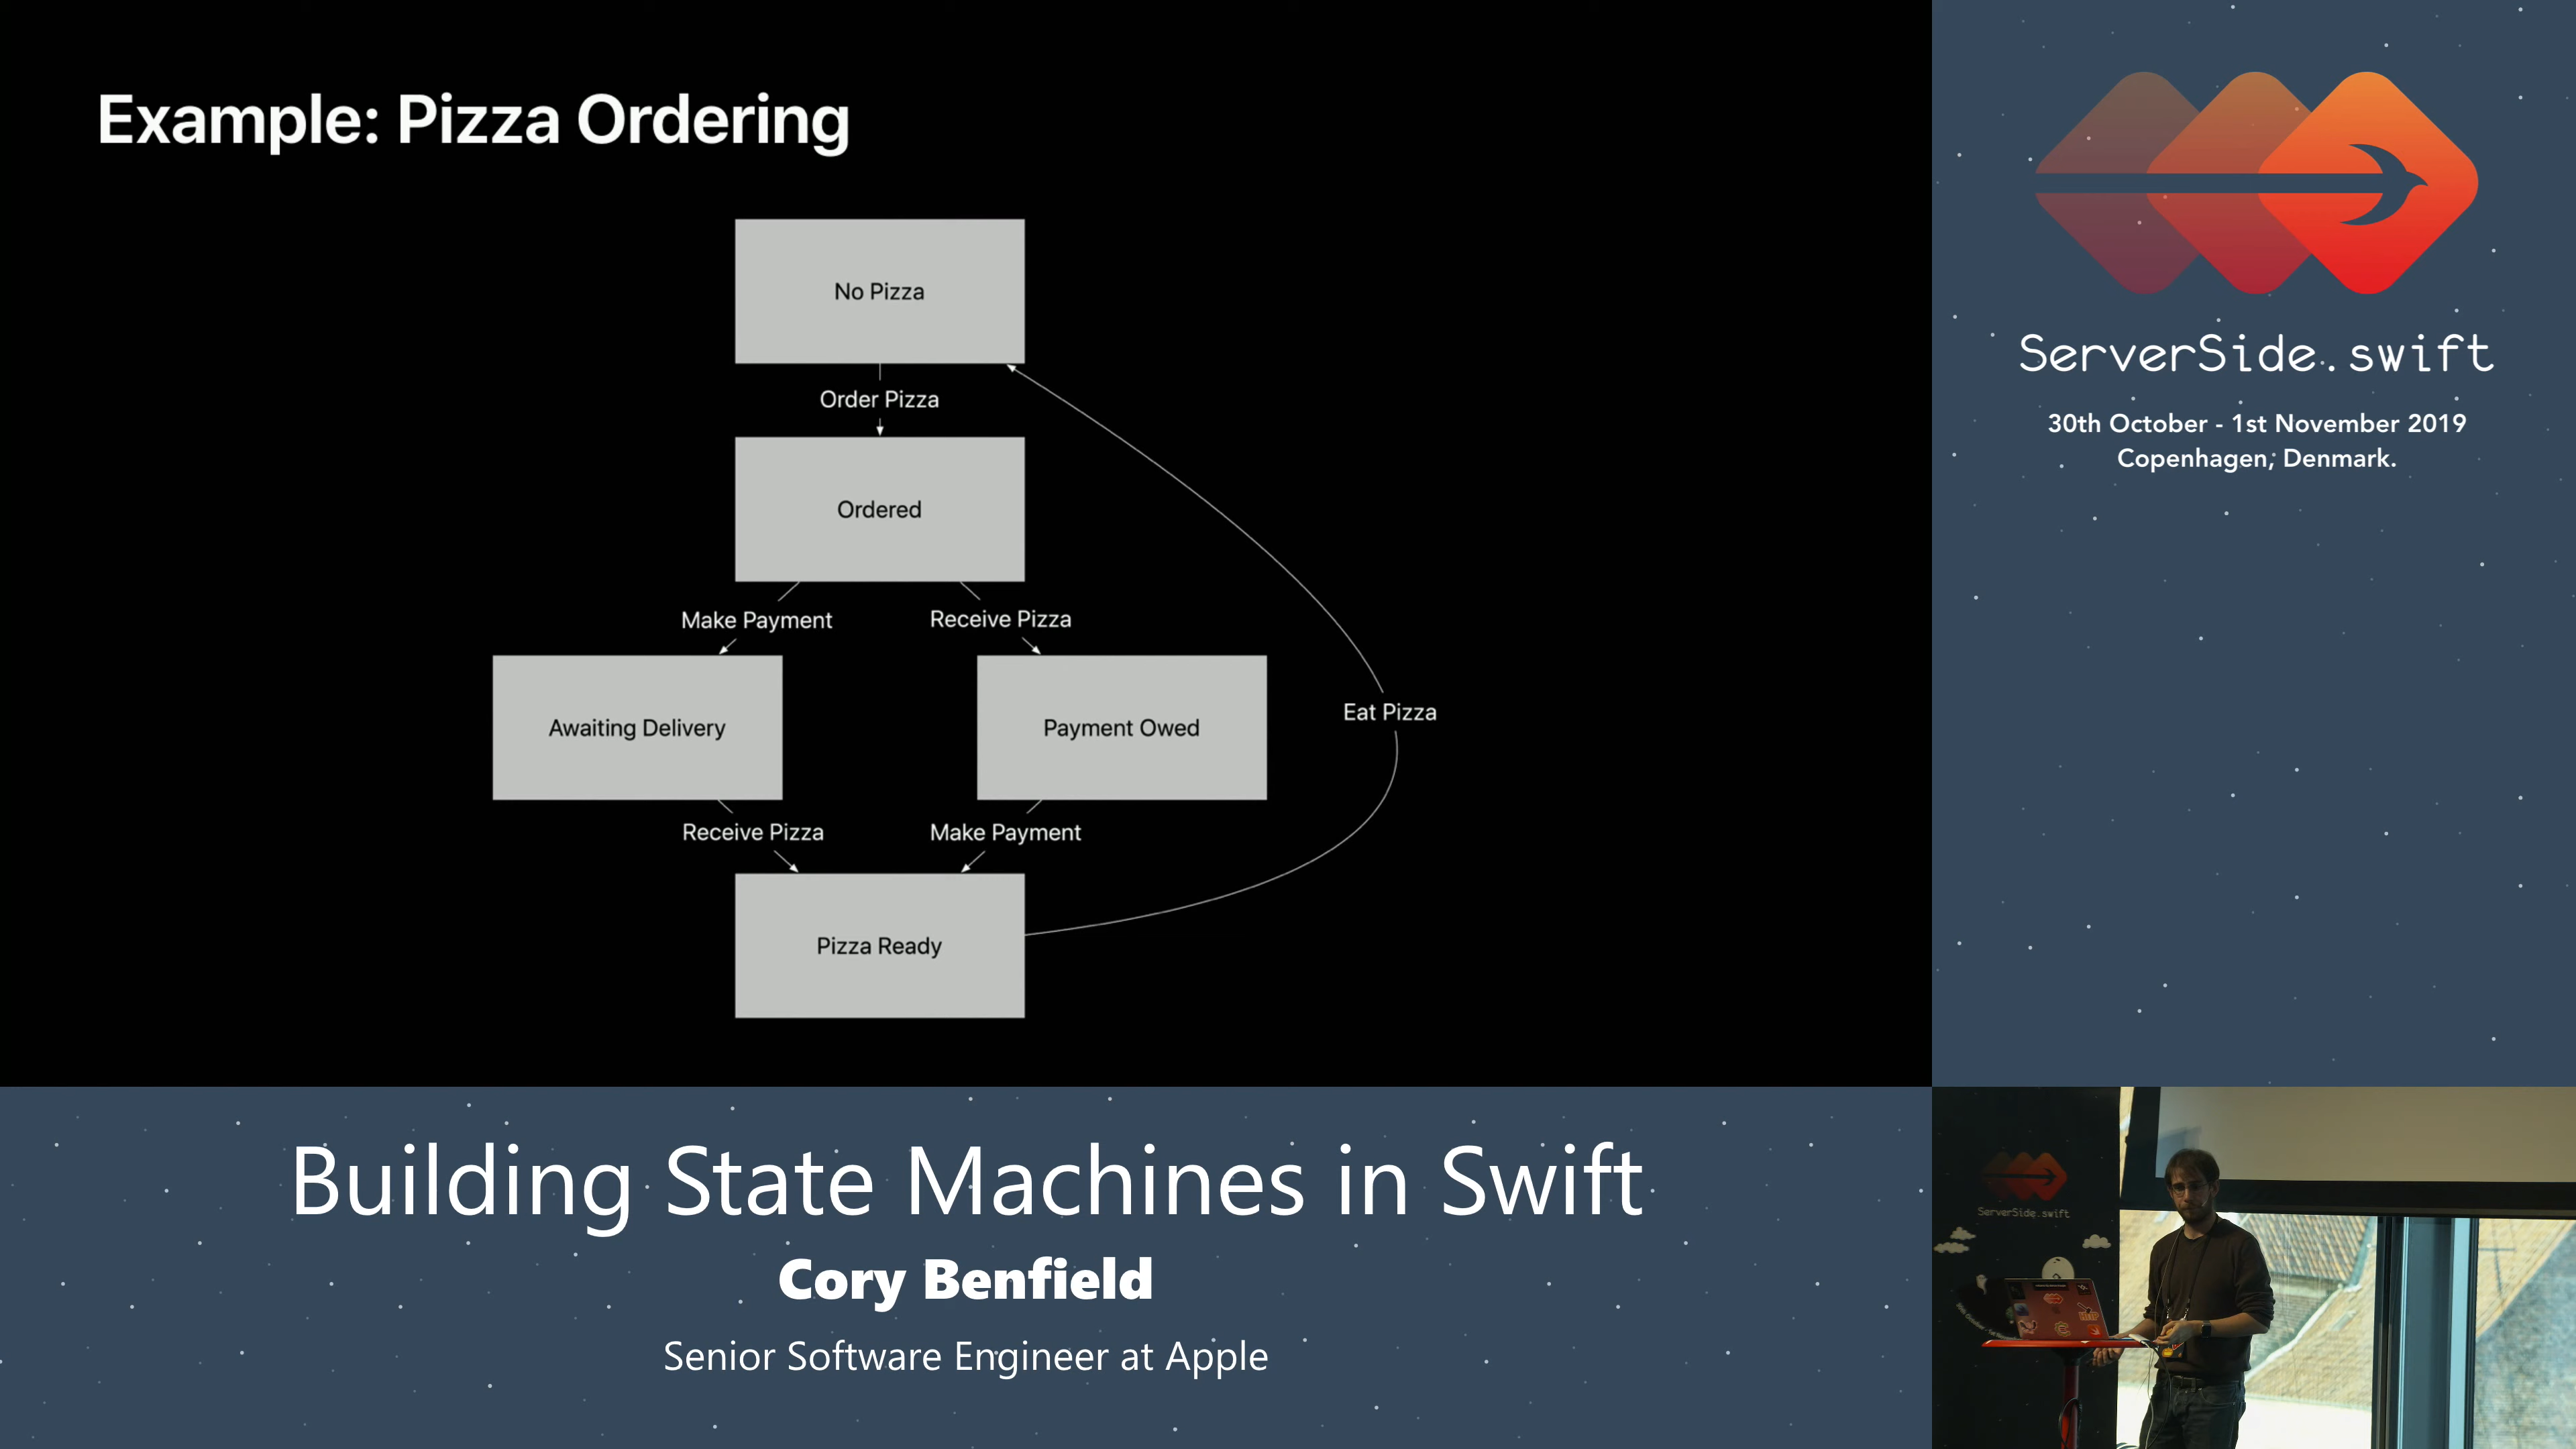 Example: Pizza Ordering
No Pizza
Order Pizza
Ordered
Make Payment
Receive Pizza
Awaiting Delivery
Payment Owed
Eat Pizza
Receive Pizza
Make Payment
Pizza Ready
ServerSide.swift
30th October - 1st November 2019
Copenhagen, Denmark.
Building State Machines in Swift
Cory Benfield
Senior Software Engineer at Apple
ServerSide.swift